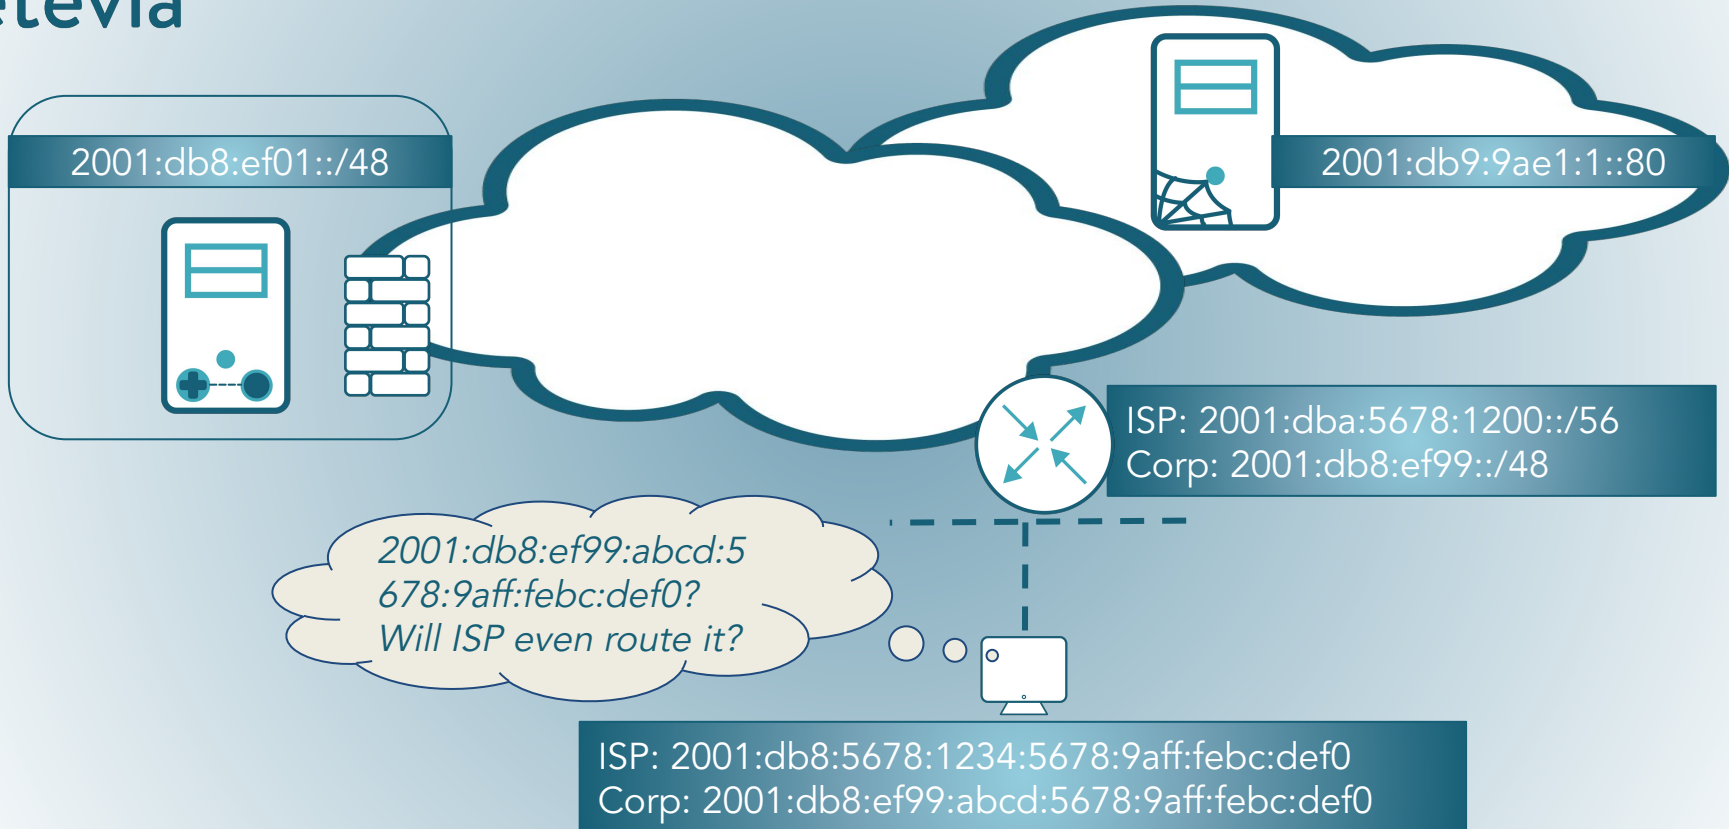 etevia
2001:db8:ef01::/48
2001:db9:9ae1:1::80
ISP: 2001:dba:5678:1200::/56
Corp: 2001:db8:ef99::/48
2001:db8:ef99:abcd:5
678:9aff:febc:def0?
Will ISP even route it?
ISP: 2001:db8:5678:1234:5678:9aff:febc:def0
Corp: 2001:db8:ef99:abcd:5678:9aff:febc:def0